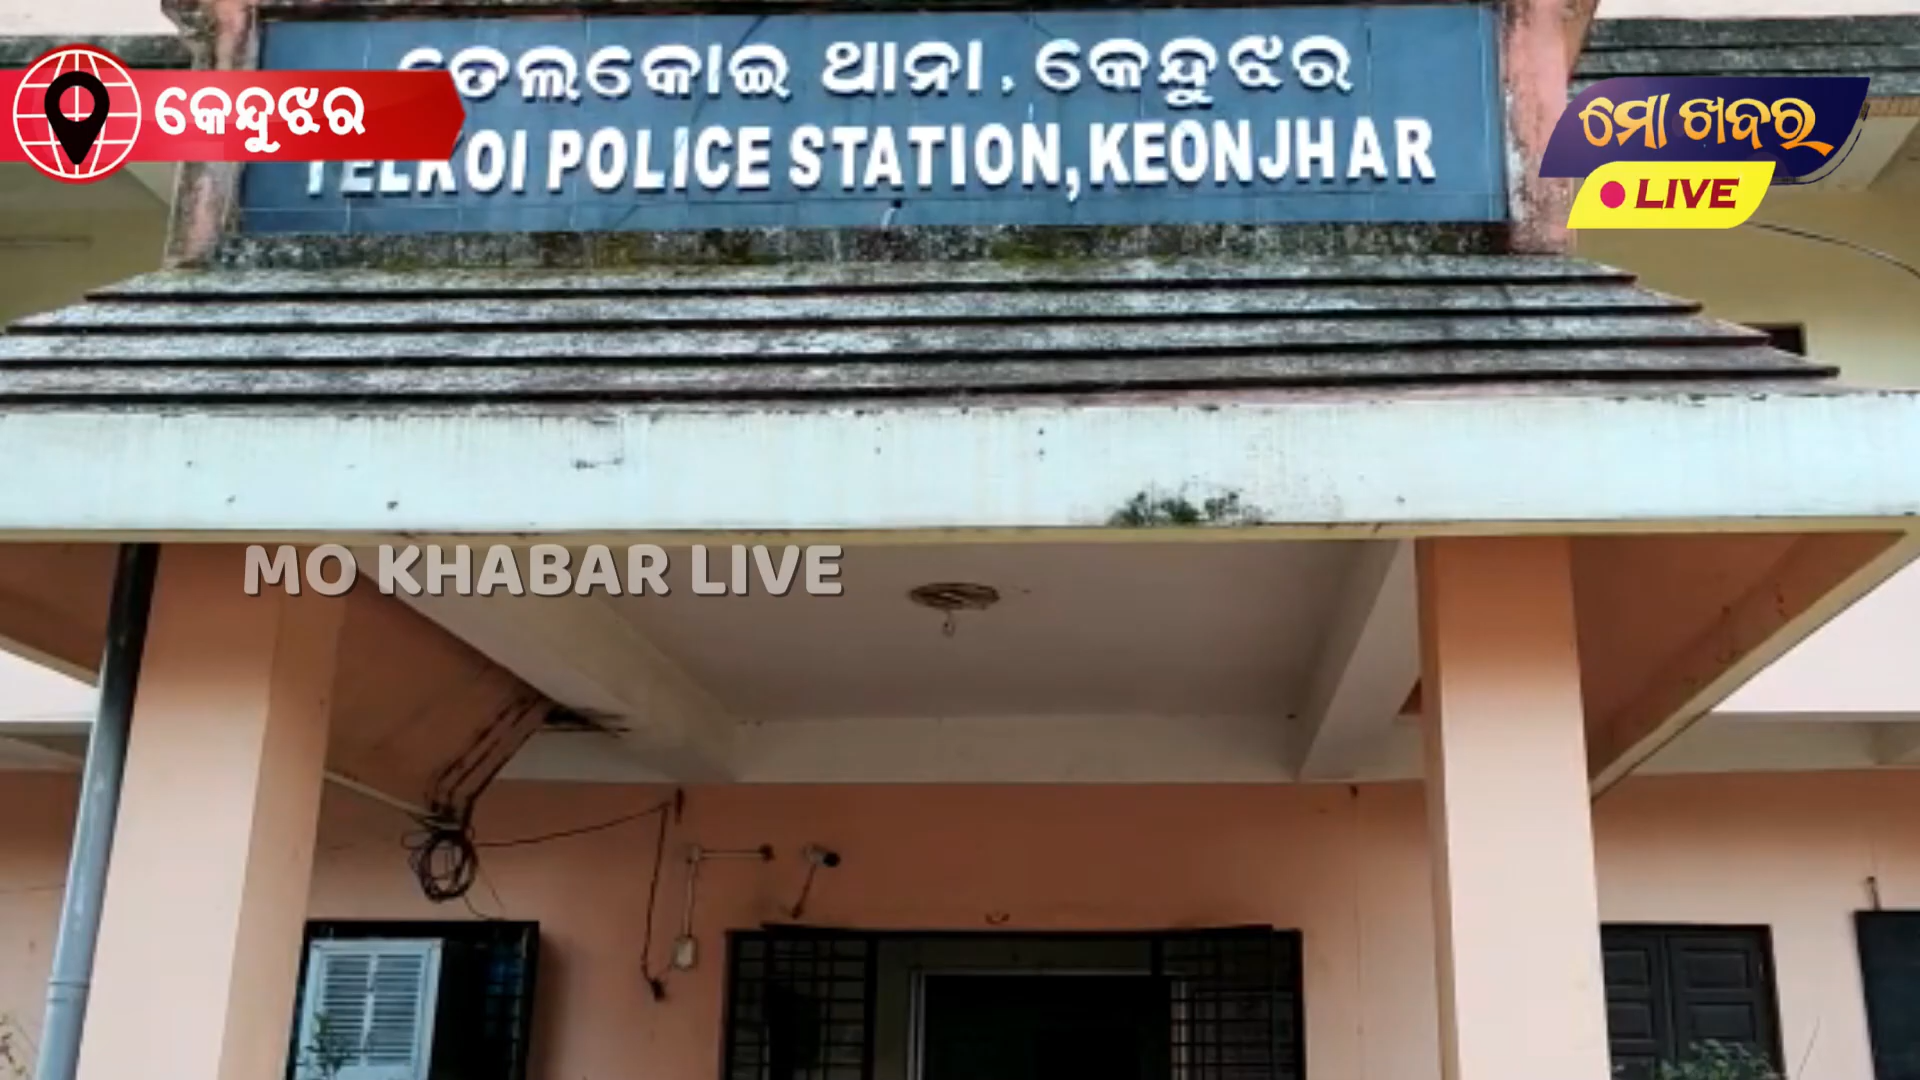 ତେଲକୋଇ ଥାନା, କେନ୍ଦୁଝର
TELKOI POLICE STATION,KEONJHAR
କେନ୍ଦୁଝର
ମୋ ଖବର
LIVE
MO KHABAR LIVE